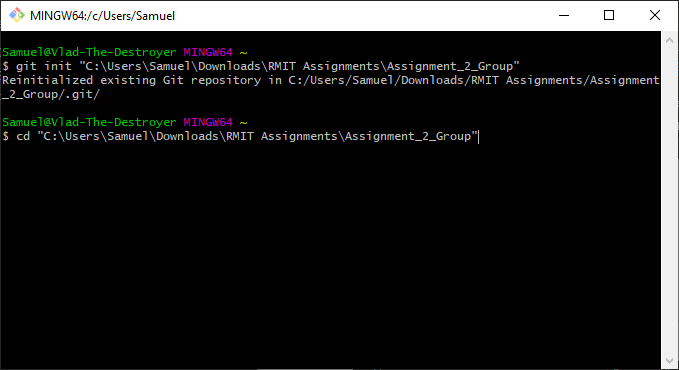 MINGW64:/c/Users/Samuel
Samuel@Vlad-The-Destroyer MINGW64 ~
$ git init "C:\Users\Samuel\Downloads\RMIT Assignments\Assignment_2_Group"
Reinitialized existing Git repository in C:/Users/Samuel/Downloads/RMIT Assignments/Assignment
_2_Group/.git/
Samuel@Vlad-The-Destroyer MINGW64 ~
$ cd "C:\Users\Samuel\Downloads\RMIT Assignments\Assignment_2_Group"